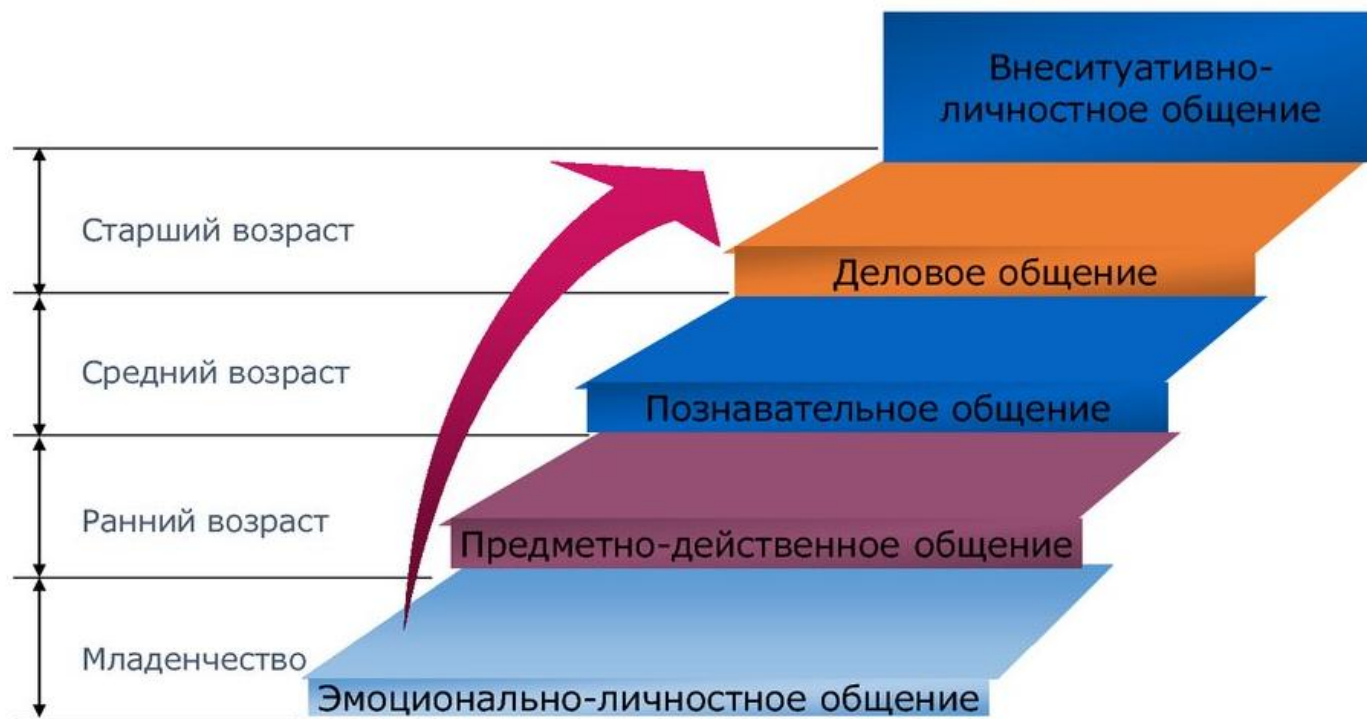 Внеситуативно-
личностное общение
Старший возраст
Деловое общение
Средний возраст
Познавательное общение
Ранний возраст
Предметно-действенное общение
Младенчество
Эмоционально-личностное общение